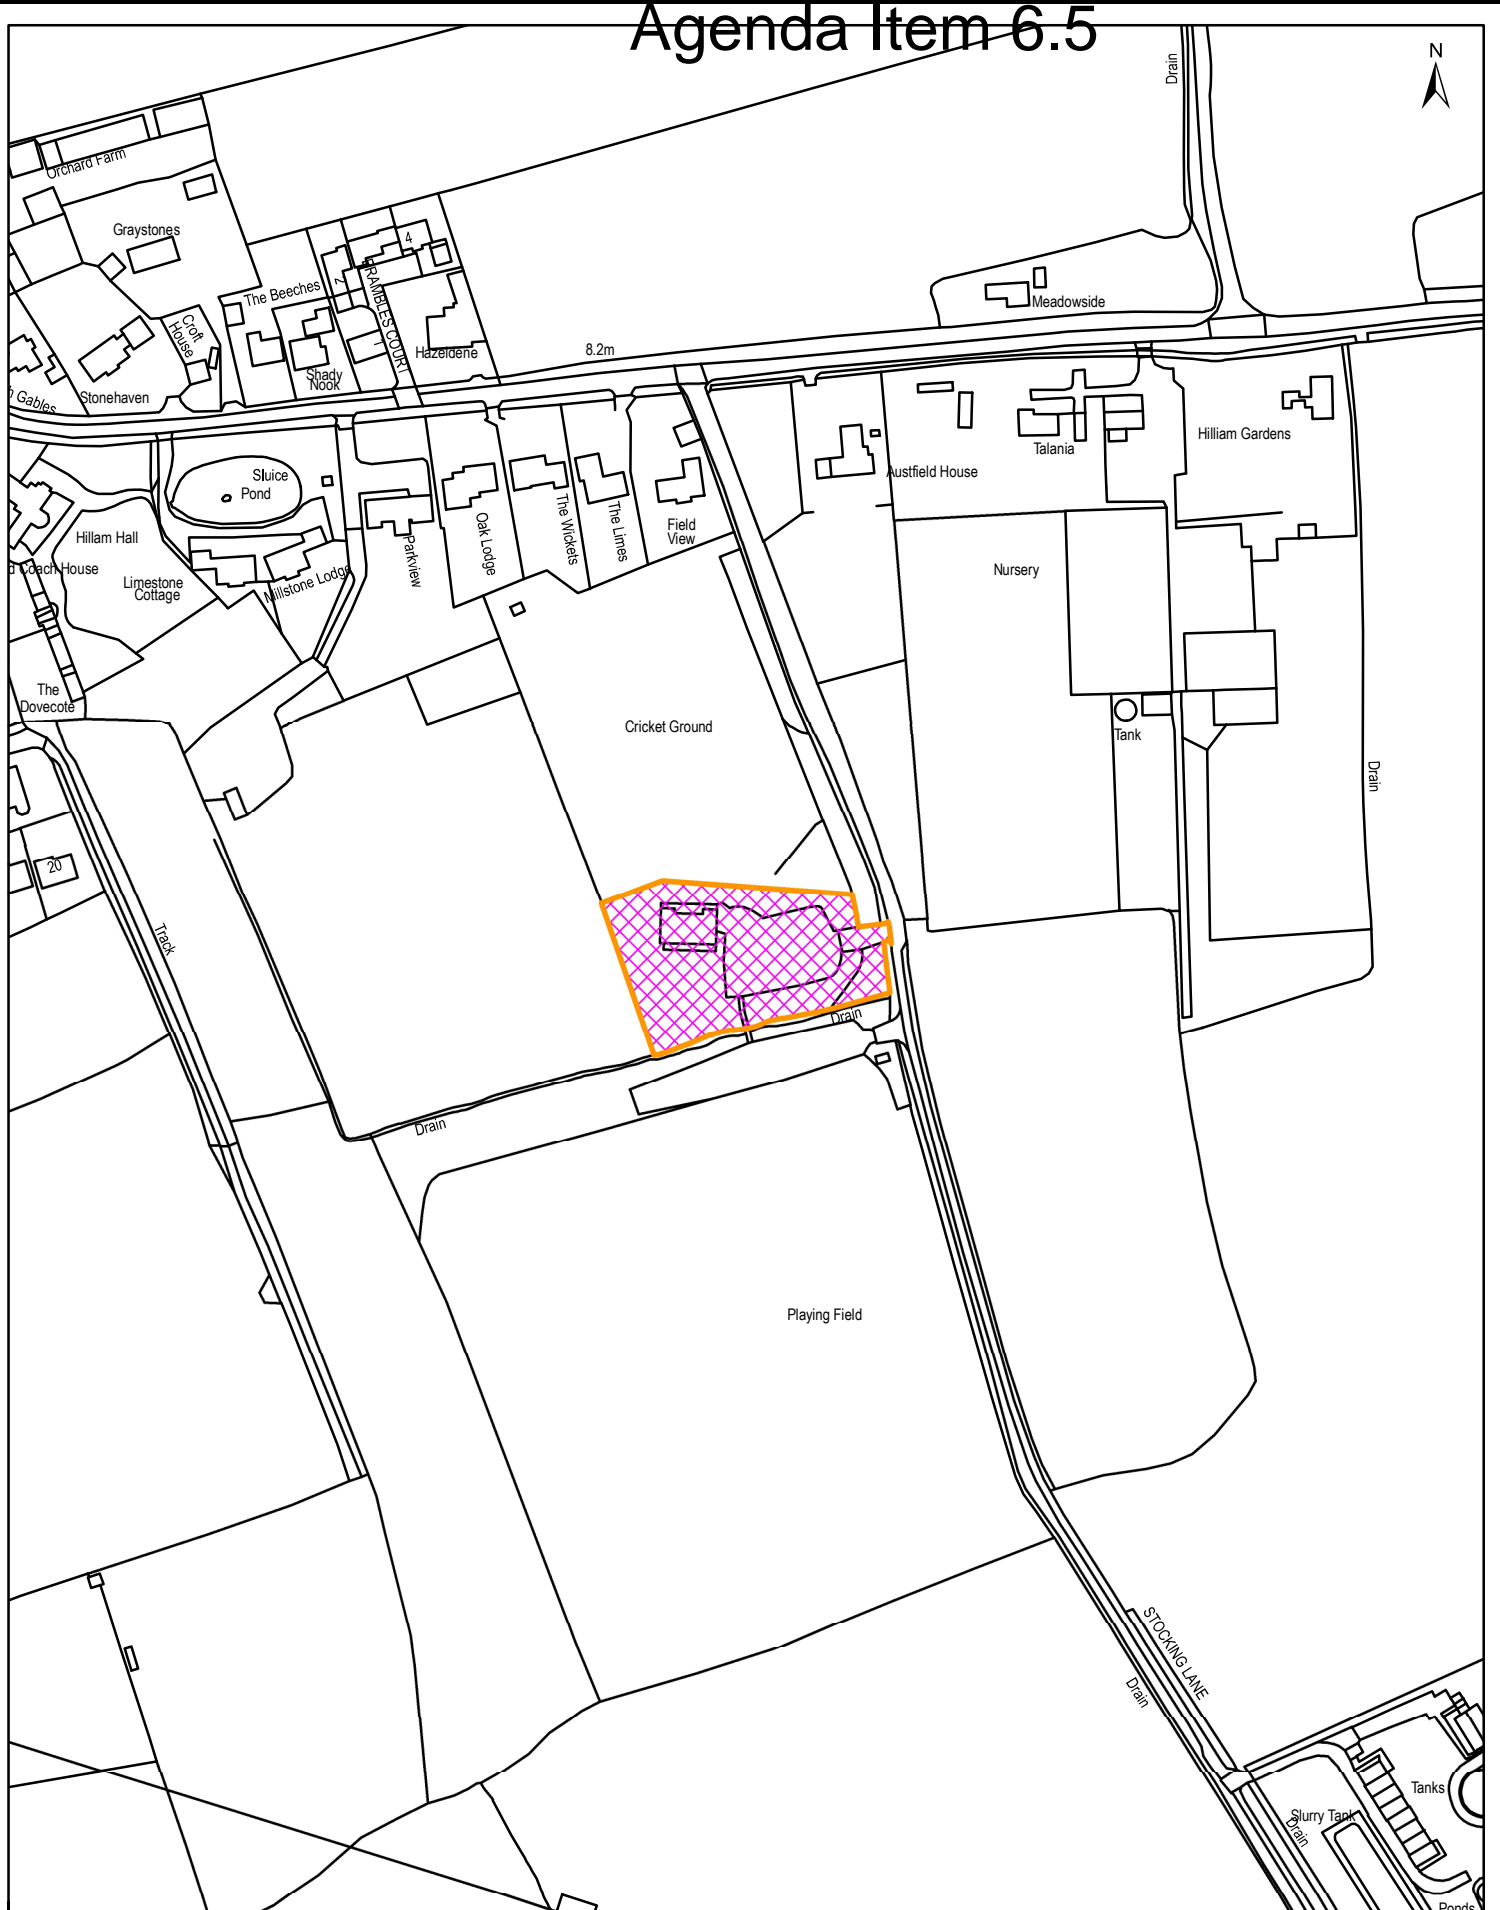 Agenda Item 6.5
N
Drain
Orchard Farm
Graystones
4
2
BRAMBLES COURT
The Beeches
Meadowside
Croft
House
1
Hazeldene
8.2m
Shady
Nook
Stonehaven
h Gables
Hilliam Gardens
Talania
Austfield House
Sluice
Pond
Oak Lodge
The Wickets
The Limes
Field
View
Hillam Hall
Parkview
d Coach House
Limestone
Cottage
Millstone Lodge
Nursery
The
Dovecote
Cricket Ground
Tank
Drain
20
Track
Drain
Drain
Playing Field
STOCKING LANE
Drain
Tanks
Slurry Tank
Drain
Ponds